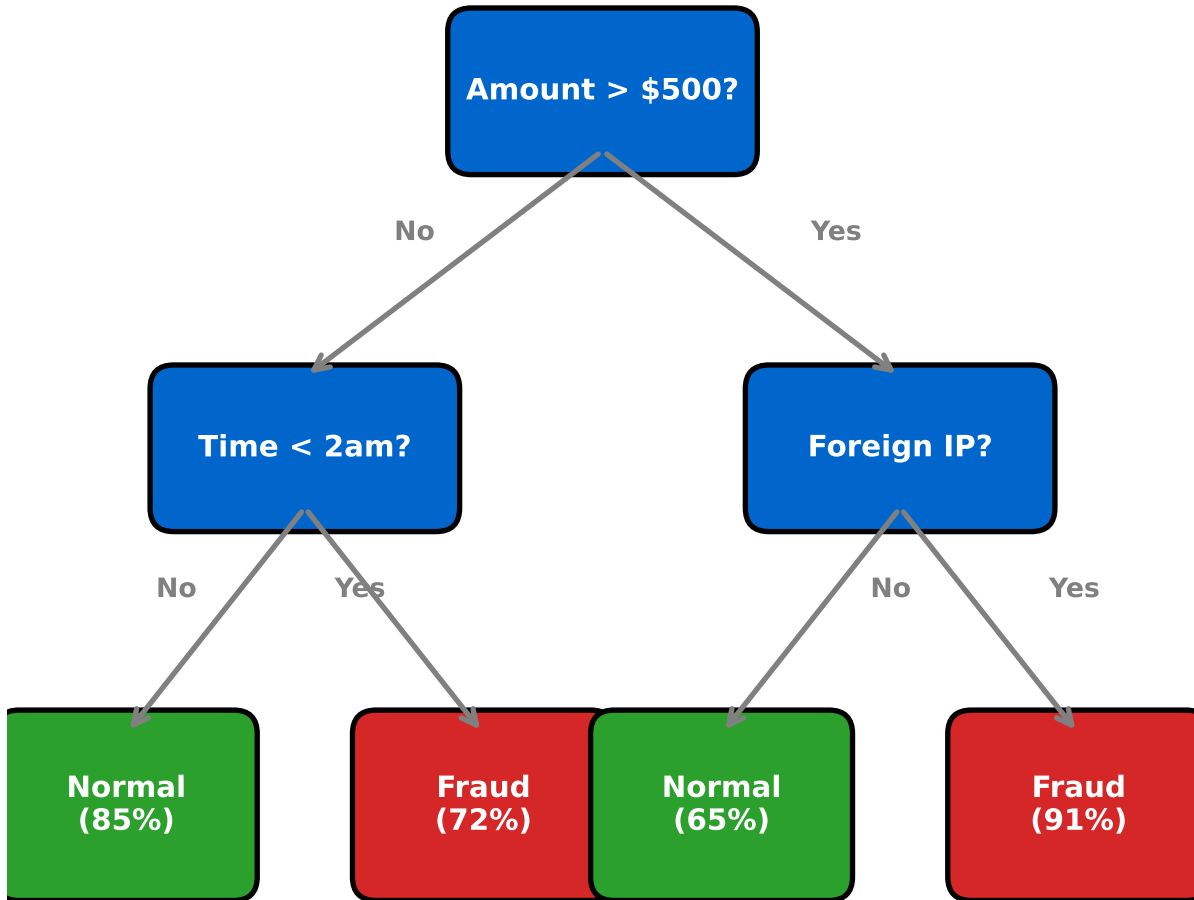 Amount > $500?
No
Yes
Time < 2am?
Foreign IP?
No
Yes
No
Yes
Normal
(85%)
Fraud
(72%)
Normal
(65%)
Fraud
(91%)